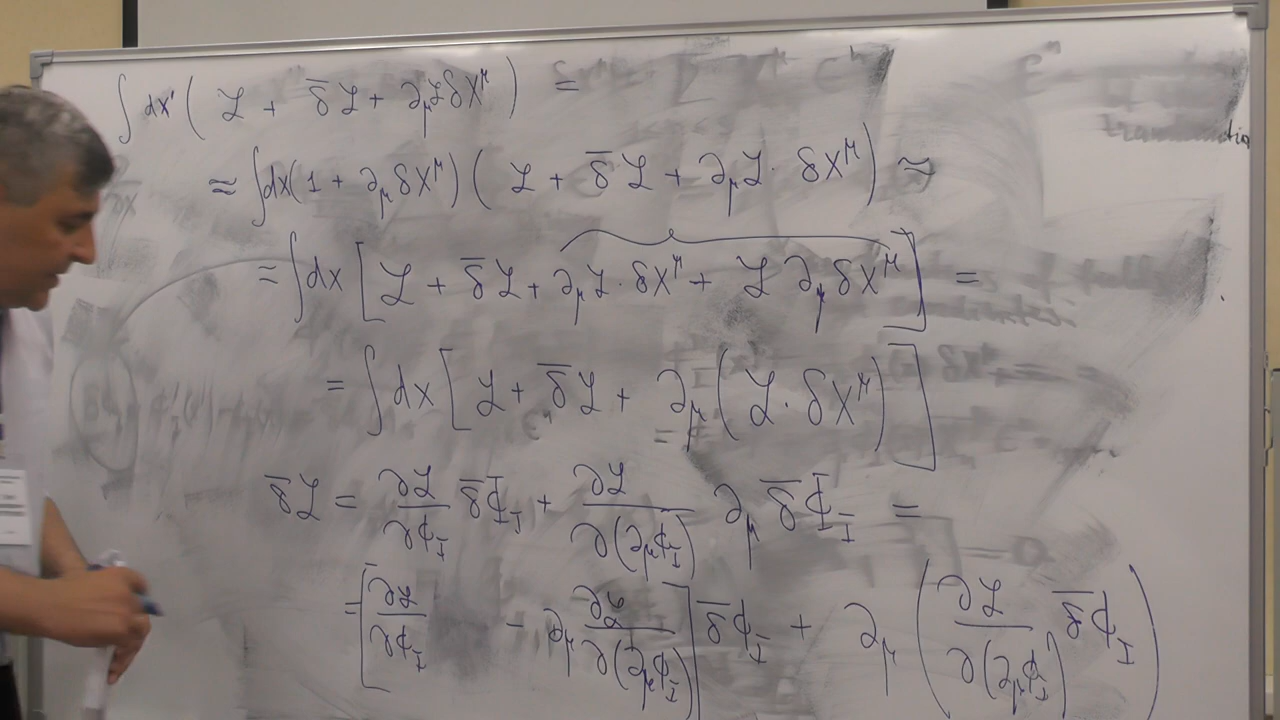 ∫ dx' ( ℒ + δ̄ℒ + ∂_μℒ δx^μ ) =
≈ ∫ dx (1 + ∂_μ δx^μ) ( ℒ + δ̄ℒ + ∂_μℒ · δx^μ ) ≈
≈ ∫ dx [ ℒ + δ̄ℒ + ∂_μℒ · δx^μ + ℒ ∂_μ δx^μ ] =
= ∫ dx [ ℒ + δ̄ℒ + ∂_μ ( ℒ · δx^μ ) ]
δ̄ℒ = ∂ℒ/∂ϕ_I δ̄ϕ_I + ∂ℒ/∂(∂_μϕ_I) ∂_μ δ̄ϕ_I =
= [ ∂ℒ/∂ϕ_I - ∂_μ ∂ℒ/∂(∂_μϕ_I) ] δ̄ϕ_I + ∂_μ ( ∂ℒ/∂(∂_μϕ_I) δ̄ϕ_I )